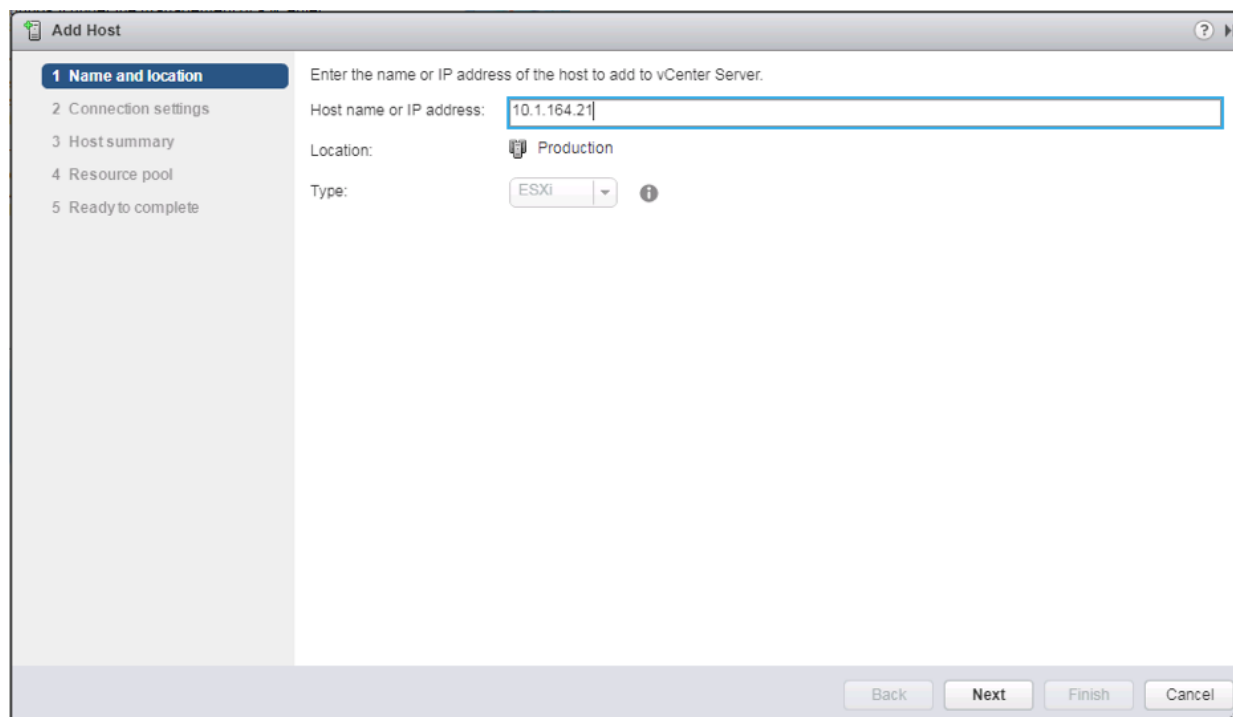 Add Host
?
1 Name and location
2 Connection settings
3 Host summary
4 Resource pool
5 Ready to complete
Enter the name or IP address of the host to add to vCenter Server.
Host name or IP address: 10.1.164.21
Location: Production
Type: ESXi
Back Next Finish Cancel